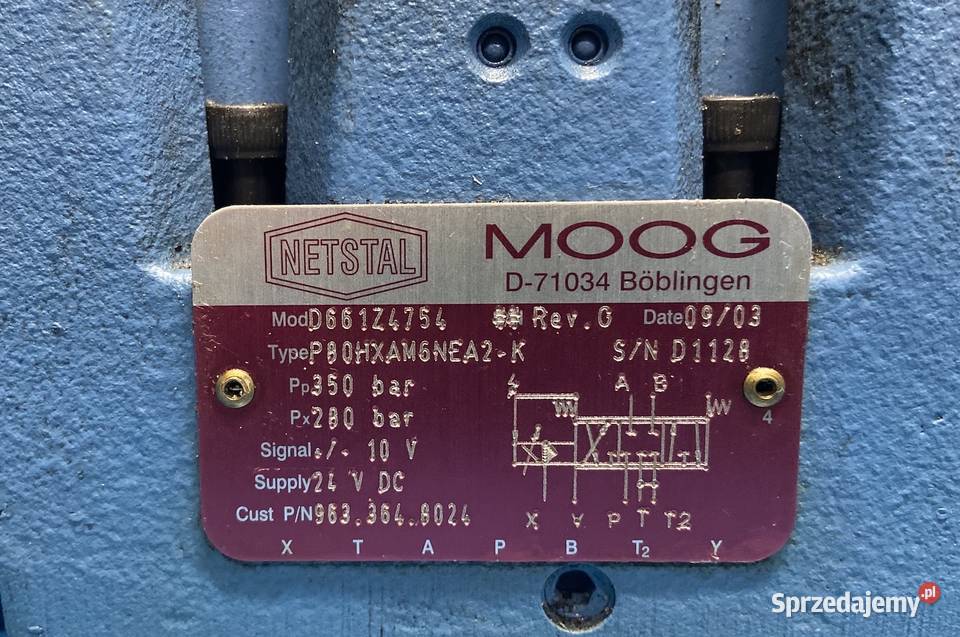 NETSTAL MOOG
D-71034 Böblingen
Mod D661Z4754 Rev.G Date 09/03
Type P80HXAM6NEA2-K S/N D1128
Pp 350 bar
Px 280 bar
Signal +/- 10 V
Supply 24 V DC
Cust P/N 963.364.8024
A B
4
X Y P T T2
X T A P B T2 Y
Sprzedajemy.pl